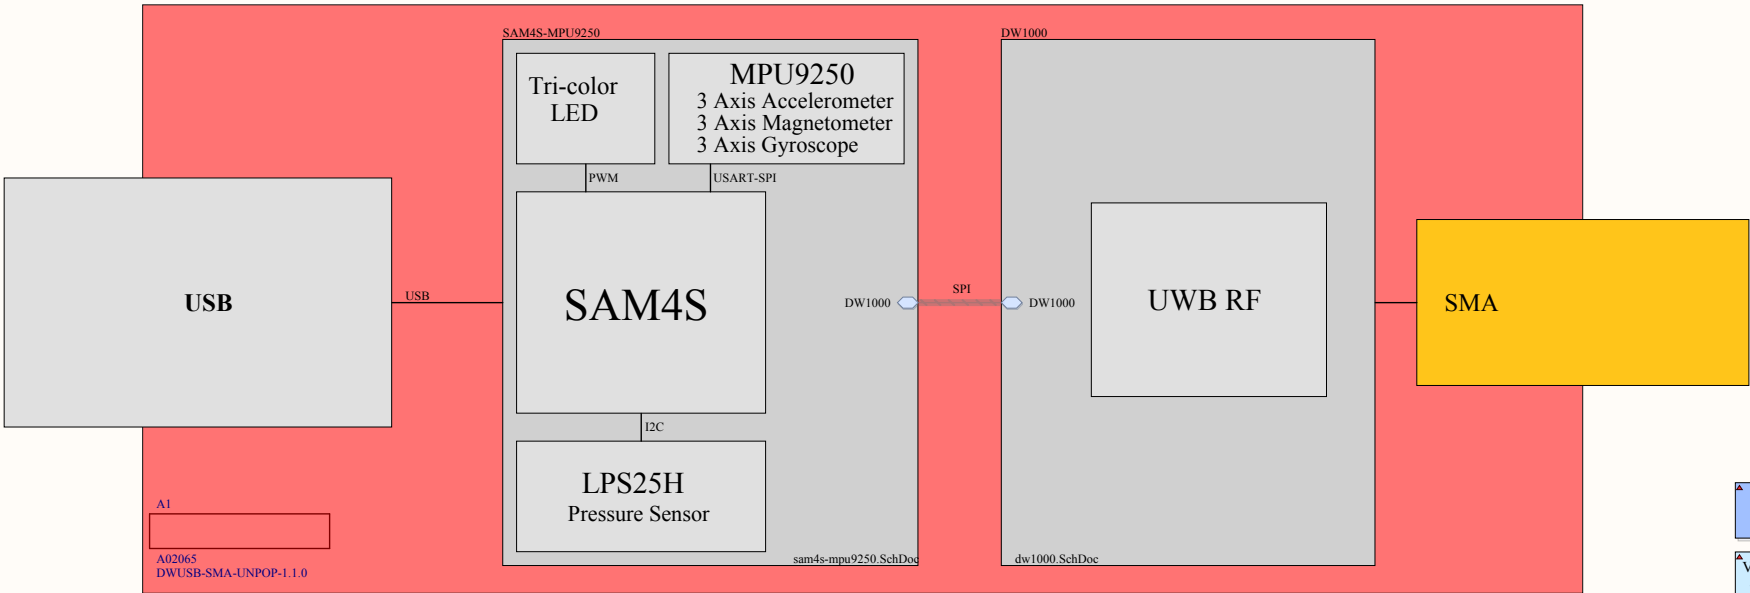 SAM4S-MPU9250
DW1000
Tri-color
LED
MPU9250
3 Axis Accelerometer
3 Axis Magnetometer
3 Axis Gyroscope
PWM
USART-SPI
USB
USB
SAM4S
DW1000
SPI
DW1000
UWB RF
SMA
I2C
LPS25H
Pressure Sensor
A1
A02065
DWUSB-SMA-UNPOP-1.1.0
sam4s-mpu9250.SchDoc
dw1000.SchDoc